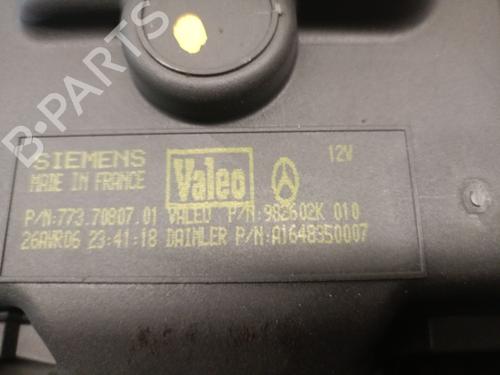 B-PARTS
SIEMENS
MADE IN FRANCE
Valeo
12V
P/N:773.70807.01 VALEO P/N:982602K 010
26AVR06 23:41:18 DAIMLER P/N:A1648350007